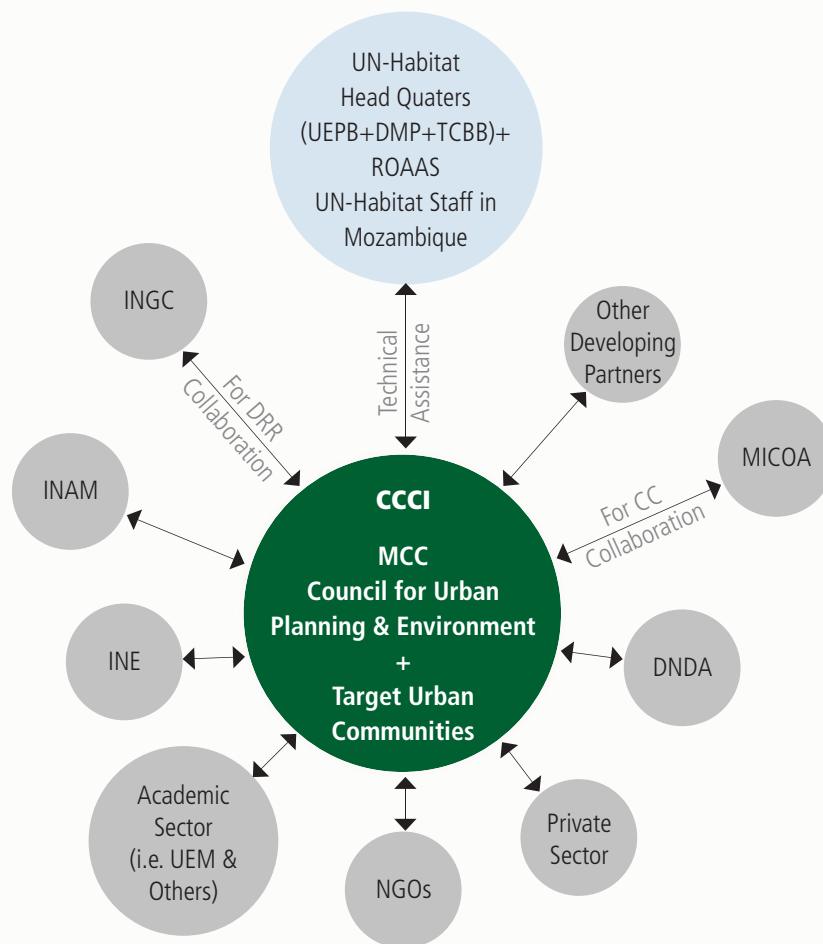 UN-Habitat
Head Quaters
(UEPB+DMP+TCBB)+
ROAAS
UN-Habitat Staff in
Mozambique
INGC
Other
Developing
Partners
Technical
Assistance
For DRR
Collaboration
MICOA
INAM
For CC
Collaboration
CCCI
MCC
Council for Urban
Planning & Environment
+
Target Urban
Communities
INE
DNDA
Academic
Sector
(i.e. UEM &
Others)
Private
Sector
NGOs